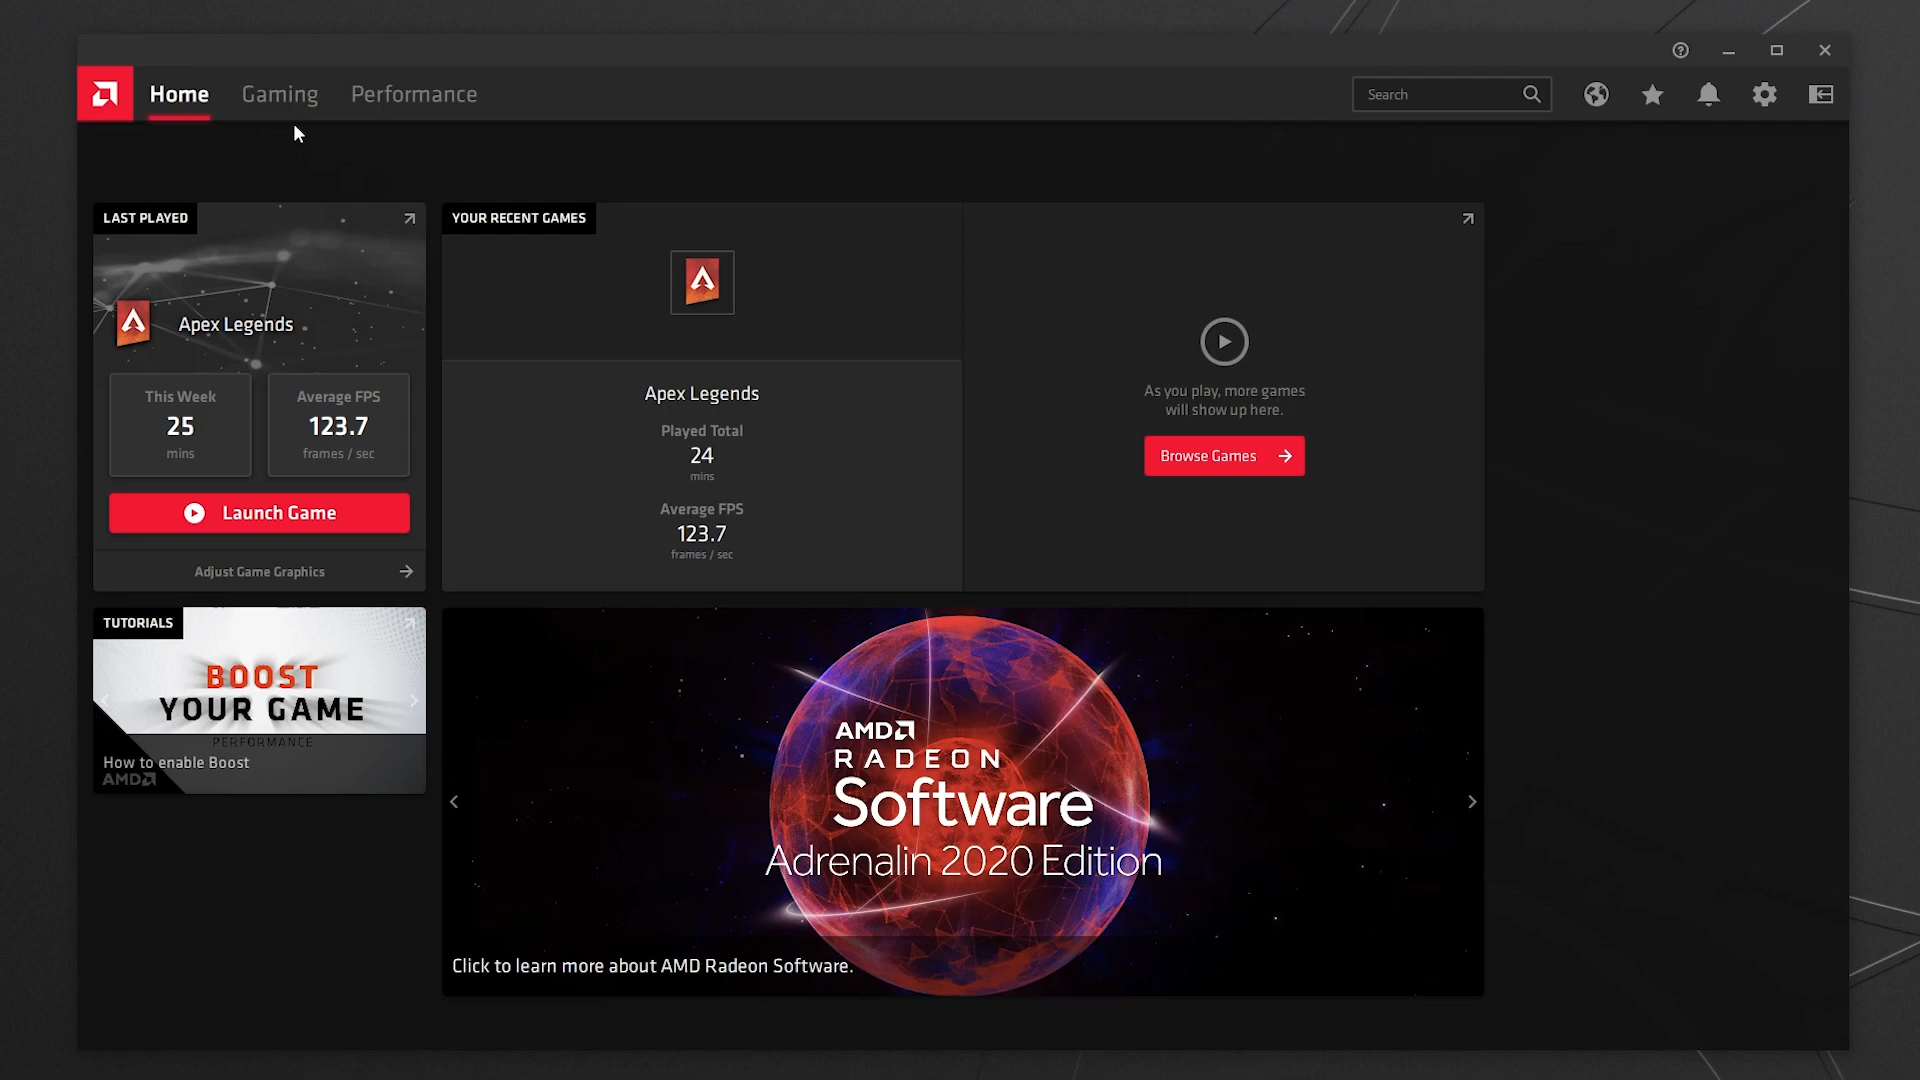 Home
Gaming
Performance
Search
LAST PLAYED
Apex Legends
This Week
25
mins
Average FPS
123.7
frames / sec
Launch Game
Adjust Game Graphics
YOUR RECENT GAMES
Apex Legends
Played Total
24
mins
Average FPS
123.7
frames / sec
As you play, more games
will show up here.
Browse Games
TUTORIALS
BOOST
YOUR GAME
PERFORMANCE
How to enable Boost
AMD
AMD
RADEON
Software
Adrenalin 2020 Edition
Click to learn more about AMD Radeon Software.